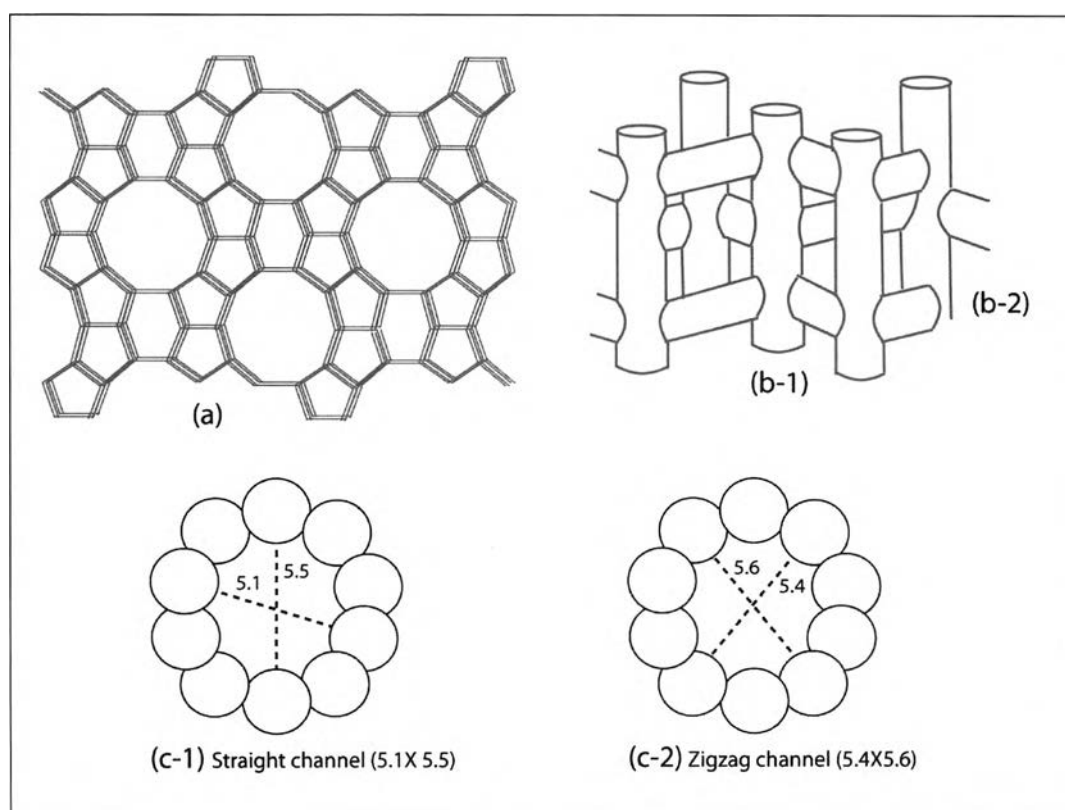 (a)
(b-1)
(b-2)
5.1
5.5
5.6
5.4
(c-1) Straight channel (5.1X 5.5)
(c-2) Zigzag channel (5.4X5.6)